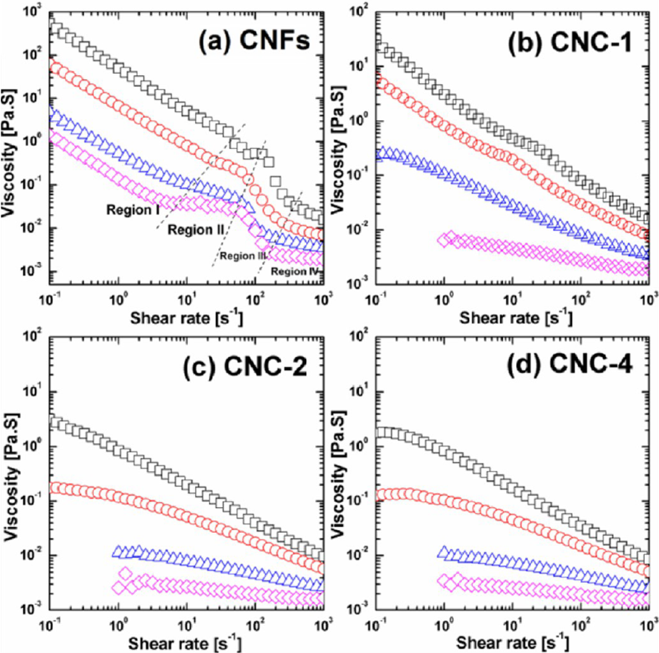 (a) CNFs
Viscosity [Pa.S]
10³
10²
10¹
10⁰
10⁻¹
10⁻²
10⁻³
Region I
Region II
Region III
Region IV
10⁻¹ 10⁰ 10¹ 10² 10³
Shear rate [s⁻¹]
(b) CNC-1
Viscosity [Pa.S]
10²
10¹
10⁰
10⁻¹
10⁻²
10⁻³
10⁻¹ 10⁰ 10¹ 10² 10³
Shear rate [s⁻¹]
(c) CNC-2
Viscosity [Pa.S]
10²
10¹
10⁰
10⁻¹
10⁻²
10⁻³
10⁻¹ 10⁰ 10¹ 10² 10³
Shear rate [s⁻¹]
(d) CNC-4
Viscosity [Pa.S]
10²
10¹
10⁰
10⁻¹
10⁻²
10⁻³
10⁻¹ 10⁰ 10¹ 10² 10³
Shear rate [s⁻¹]